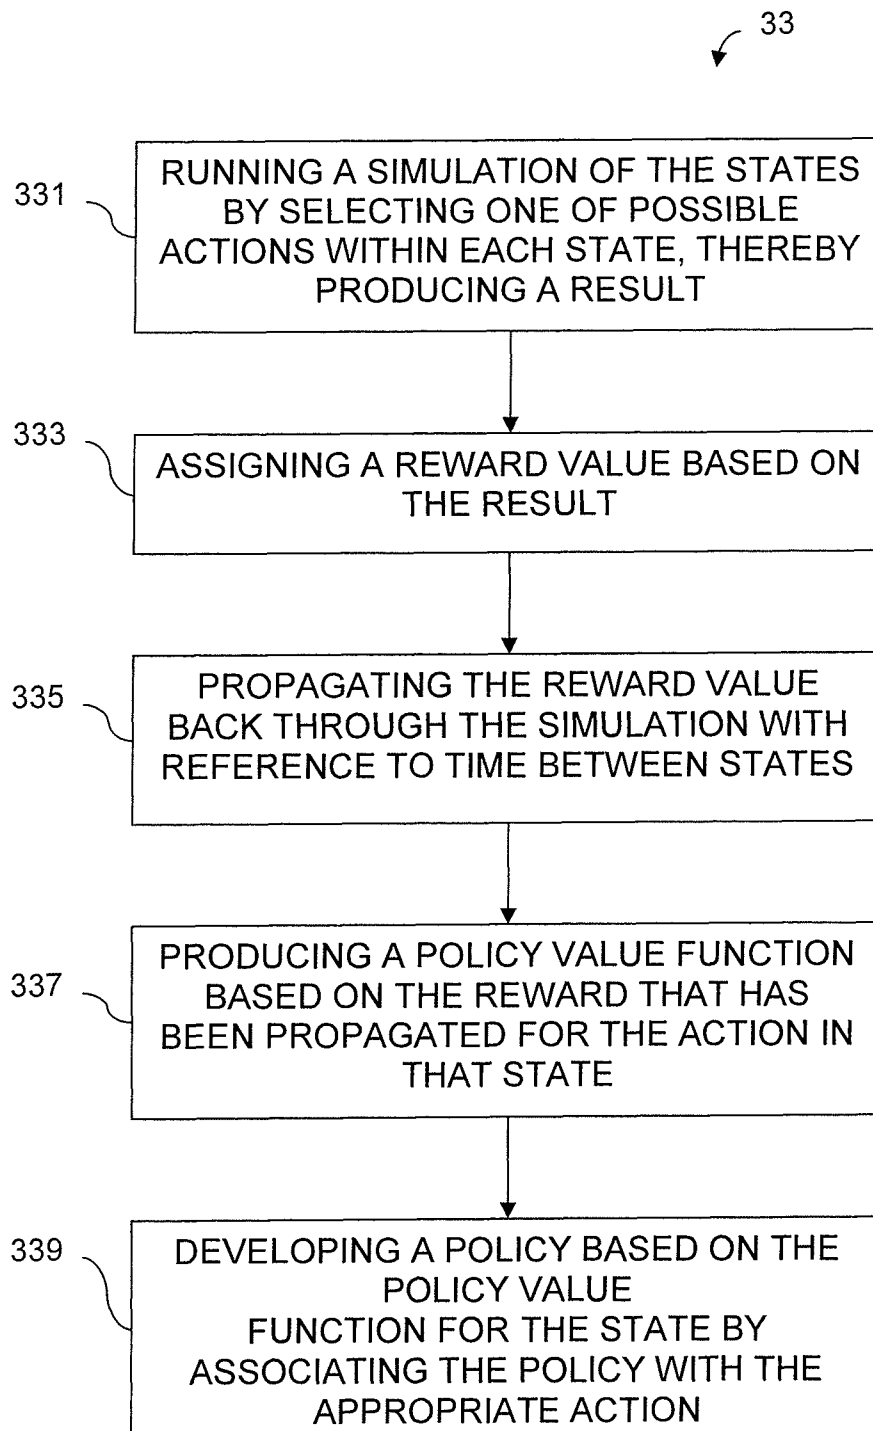 33
331
RUNNING A SIMULATION OF THE STATES
BY SELECTING ONE OF POSSIBLE
ACTIONS WITHIN EACH STATE, THEREBY
PRODUCING A RESULT
333
ASSIGNING A REWARD VALUE BASED ON
THE RESULT
335
PROPAGATING THE REWARD VALUE
BACK THROUGH THE SIMULATION WITH
REFERENCE TO TIME BETWEEN STATES
337
PRODUCING A POLICY VALUE FUNCTION
BASED ON THE REWARD THAT HAS
BEEN PROPAGATED FOR THE ACTION IN
THAT STATE
339
DEVELOPING A POLICY BASED ON THE
POLICY VALUE
FUNCTION FOR THE STATE BY
ASSOCIATING THE POLICY WITH THE
APPROPRIATE ACTION